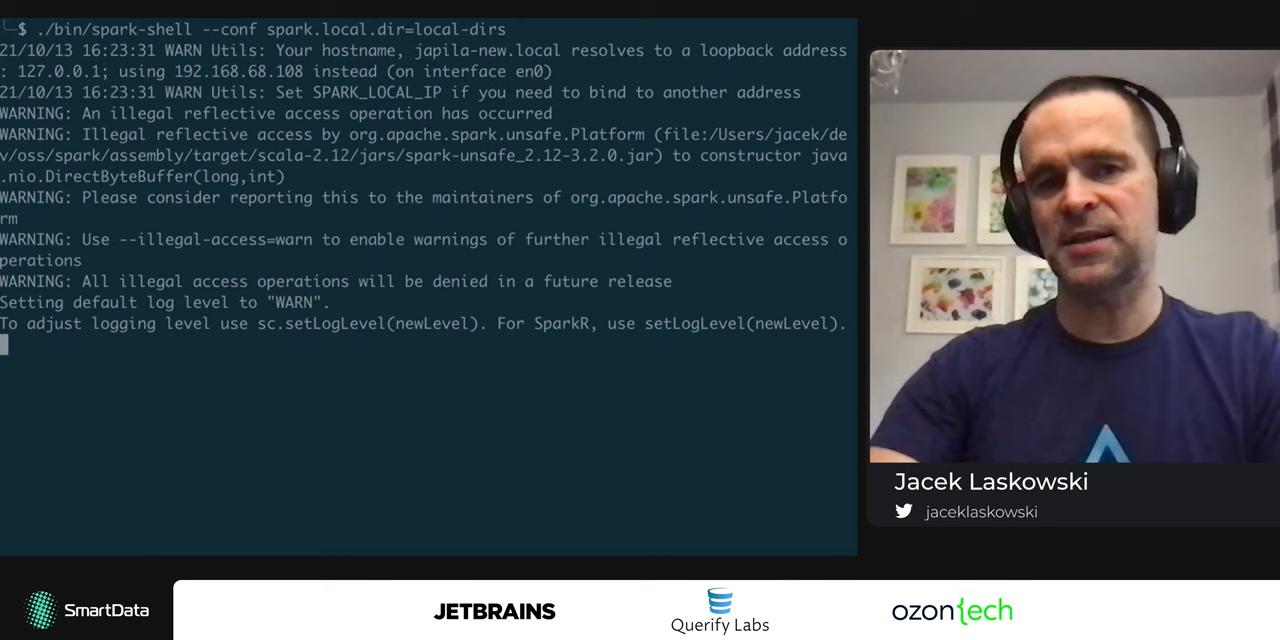 $ ./bin/spark-shell --conf spark.local.dir=local-dirs
21/10/13 16:23:31 WARN Utils: Your hostname, japila-new.local resolves to a loopback address
: 127.0.0.1; using 192.168.68.108 instead (on interface en0)
21/10/13 16:23:31 WARN Utils: Set SPARK_LOCAL_IP if you need to bind to another address
WARNING: An illegal reflective access operation has occurred
WARNING: Illegal reflective access by org.apache.spark.unsafe.Platform (file:/Users/jacek/de
v/oss/spark/assembly/target/scala-2.12/jars/spark-unsafe_2.12-3.2.0.jar) to constructor java
.nio.DirectByteBuffer(long,int)
WARNING: Please consider reporting this to the maintainers of org.apache.spark.unsafe.Platfo
rm
WARNING: Use --illegal-access=warn to enable warnings of further illegal reflective access o
perations
WARNING: All illegal access operations will be denied in a future release
Setting default log level to "WARN".
To adjust logging level use sc.setLogLevel(newLevel). For SparkR, use setLogLevel(newLevel).
Jacek Laskowski
jaceklaskowski
SmartData
JETBRAINS
Querify Labs
ozon{tech